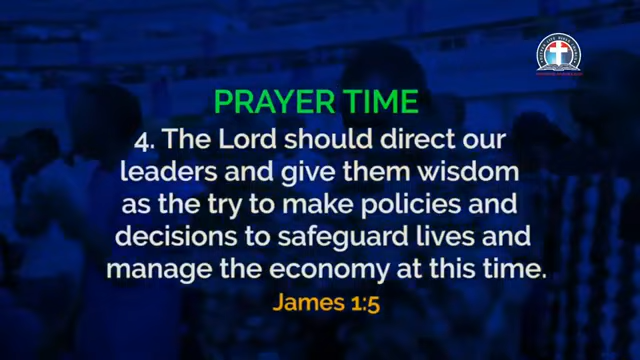 PRAYER TIME
4. The Lord should direct our
leaders and give them wisdom
as the try to make policies and
decisions to safeguard lives and
manage the economy at this time.
James 1:5